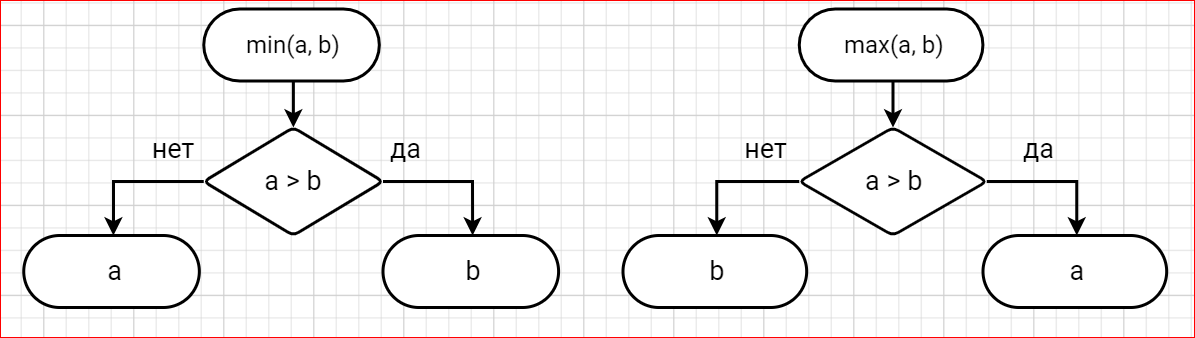 min(a, b)
нет
да
a > b
a
b
max(a, b)
нет
да
a > b
b
a